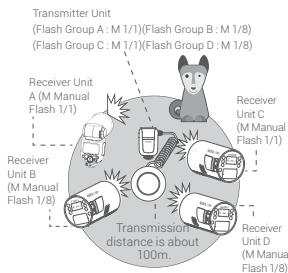 Transmitter Unit
(Flash Group A : M 1/1)(Flash Group B : M 1/8)
(Flash Group C : M 1/1)(Flash Group D : M 1/8)
Receiver Unit
A (M Manual
Flash 1/1)
Receiver
Unit C
(M Manual
Flash 1/1)
Receiver
Unit B
(M Manual
Flash 1/8)
Transmission
distance is about
100m.
Receiver
Unit D
(M Manual
Flash 1/8)